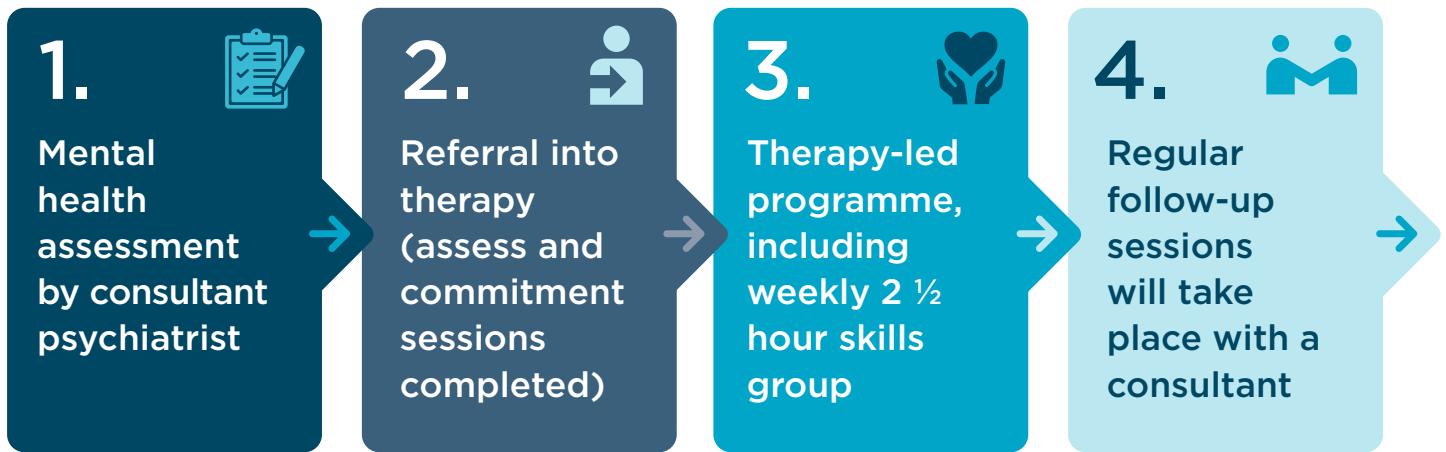 1.
Mental
health
assessment
by consultant
psychiatrist
2.
Referral into
therapy
(assess and
commitment
sessions
completed)
3.
Therapy-led
programme,
including
weekly 2 ½
hour skills
group
4.
Regular
follow-up
sessions
will take
place with a
consultant